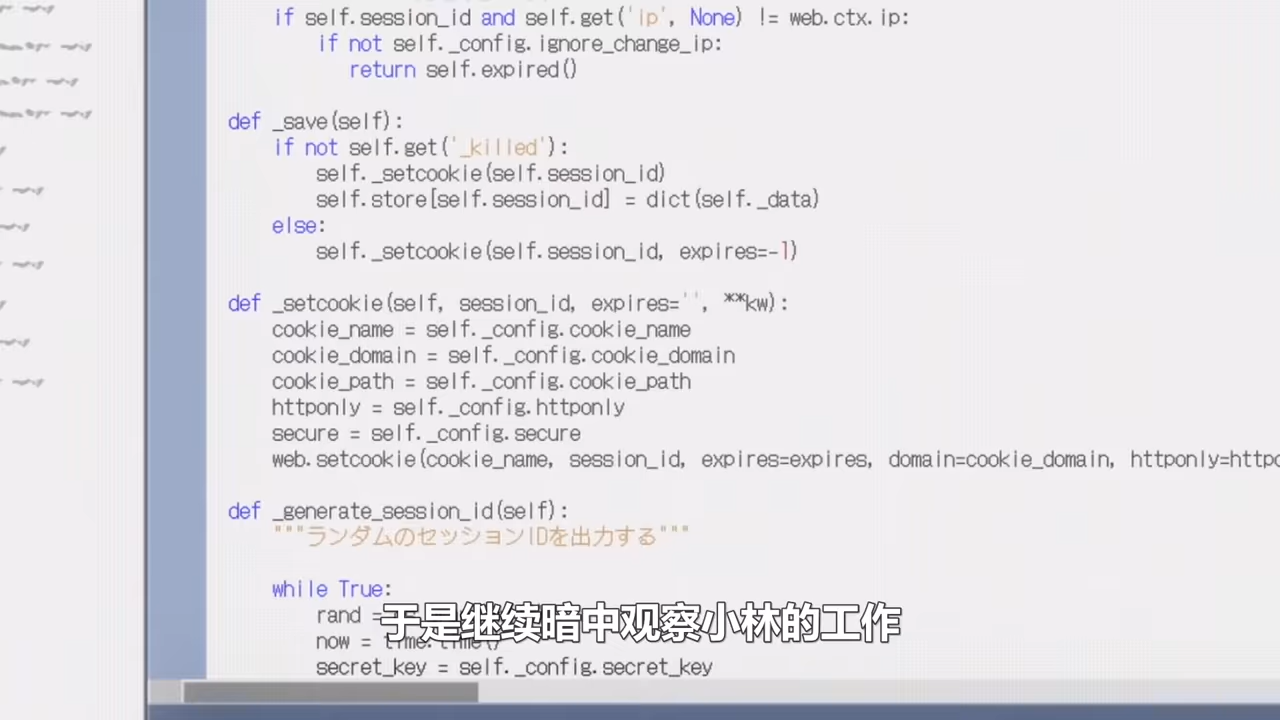 if self.session_id and self.get('ip', None) != web.ctx.ip:
if not self._config.ignore_change_ip:
return self.expired()
def _save(self):
if not self.get('_killed'):
self._setcookie(self.session_id)
self.store[self.session_id] = dict(self._data)
else:
self._setcookie(self.session_id, expires=-1)
def _setcookie(self, session_id, expires='', **kw):
cookie_name = self._config.cookie_name
cookie_domain = self._config.cookie_domain
cookie_path = self._config.cookie_path
httponly = self._config.httponly
secure = self._config.secure
web.setcookie(cookie_name, session_id, expires=expires, domain=cookie_domain, httponly=httpo
def _generate_session_id(self):
"""ランダムのセッションIDを出力する"""
while True:
rand =
于是继续暗中观察小林的工作
now = time.time()
secret_key = self._config.secret_key